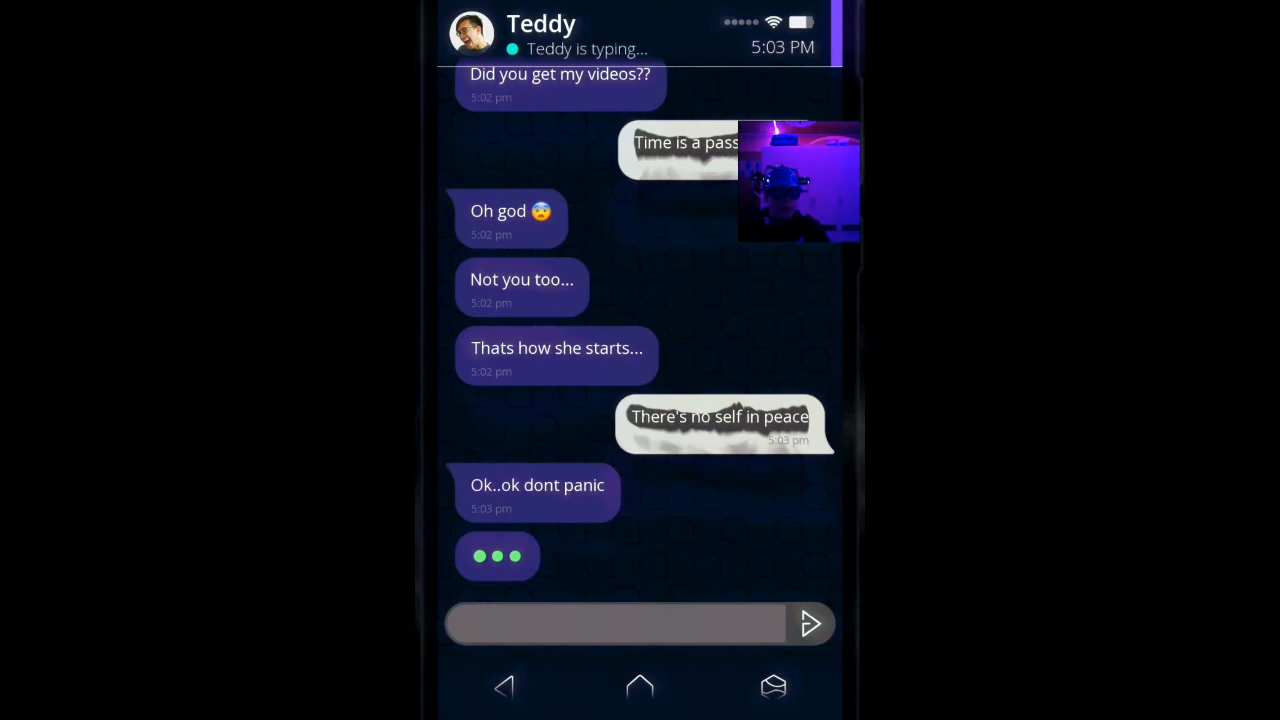 Teddy
Teddy is typing...
5:03 PM
Did you get my videos??
5:02 pm
Time is a pass
Oh god 😨
5:02 pm
Not you too...
5:02 pm
Thats how she starts...
5:02 pm
There's no self in peace
5:03 pm
Ok..ok dont panic
5:03 pm